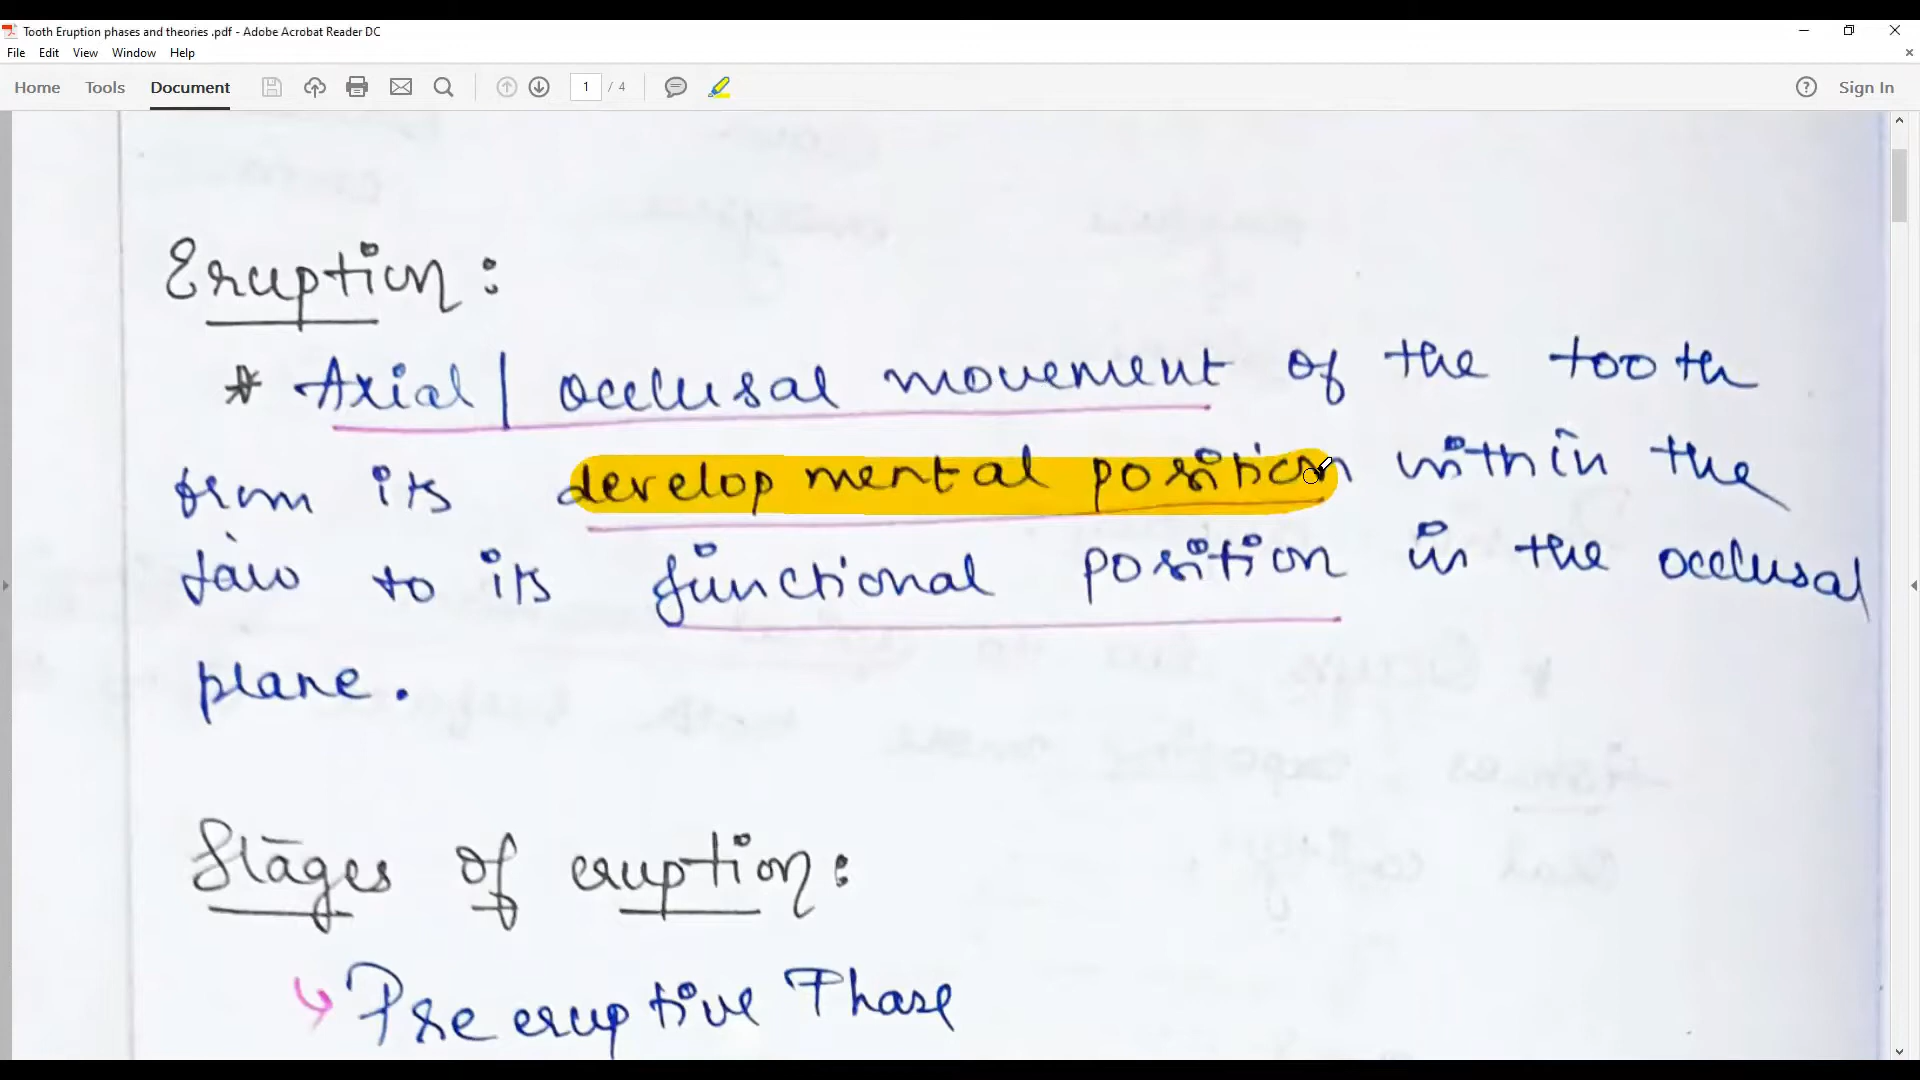 Tooth Eruption phases and theories .pdf - Adobe Acrobat Reader DC
File Edit View Window Help
Home Tools Document 1 / 4 Sign In
Eruption :
* Axial / occlusal movement of the tooth
from its developmental position within the
jaw to its functional position in the occlusal
plane.
Stages of eruption :
Pre eruptive Phase